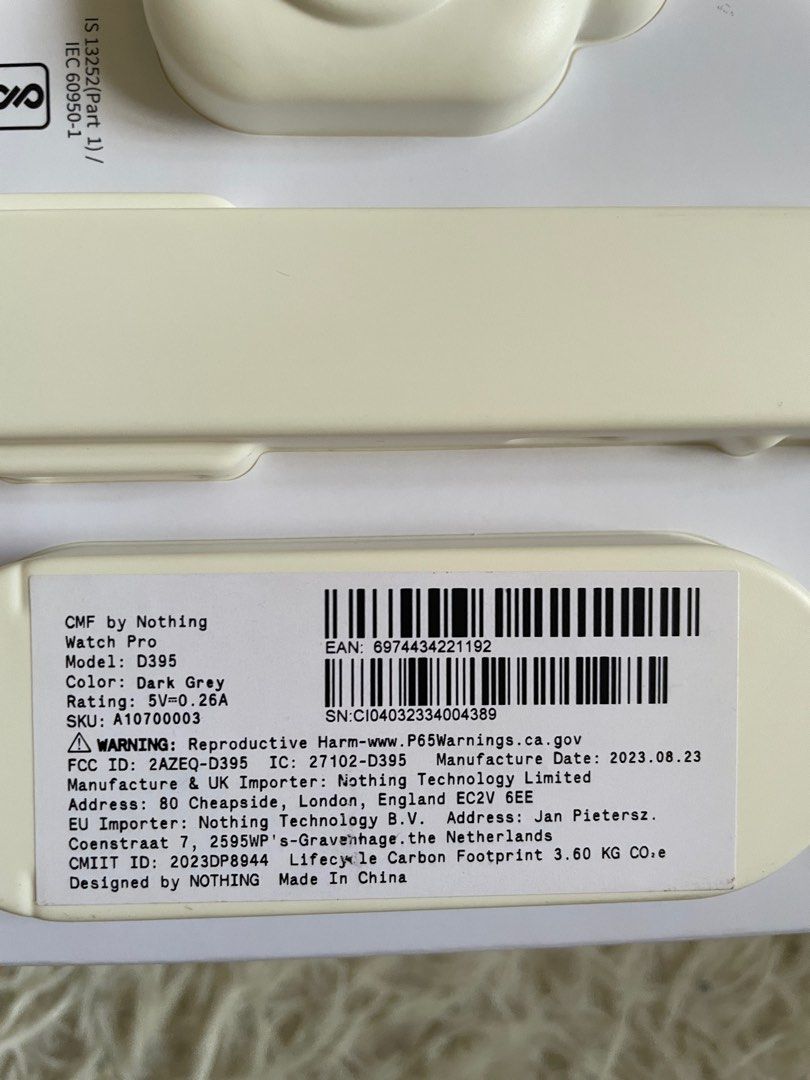 IS 13252(Part 1) /
IEC 60950-1
CMF by Nothing
Watch Pro
Model: D395
Color: Dark Grey
Rating: 5V⎓0.26A
SKU: A10700003
EAN: 6974434221192
SN:CI04032334004389
⚠ WARNING: Reproductive Harm-www.P65Warnings.ca.gov
FCC ID: 2AZEQ-D395 IC: 27102-D395 Manufacture Date: 2023.08.23
Manufacture & UK Importer: Nothing Technology Limited
Address: 80 Cheapside, London, England EC2V 6EE
EU Importer: Nothing Technology B.V. Address: Jan Pietersz.
Coenstraat 7, 2595WP's-Gravenhage.the Netherlands
CMIIT ID: 2023DP8944 Lifecycle Carbon Footprint 3.60 KG CO₂e
Designed by NOTHING Made In China